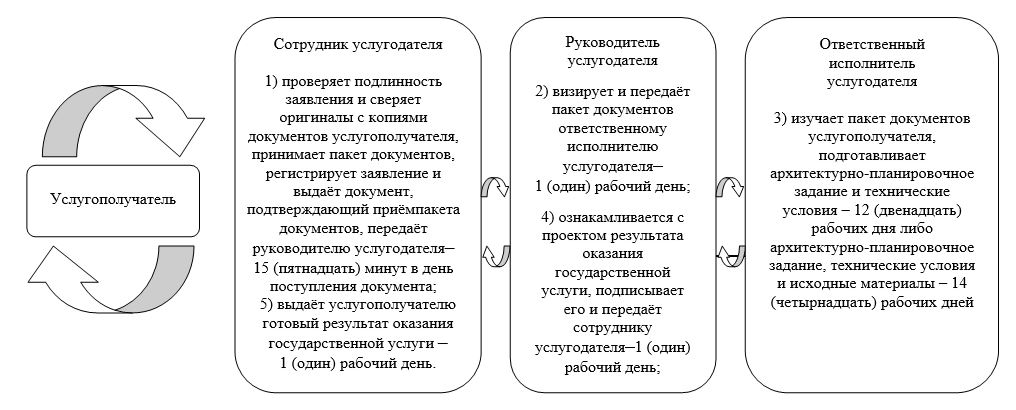 Услугополучатель
Сотрудник услугодателя
1) проверяет подлинность
заявления и сверяет
оригиналы с копиями
документов услугополучателя,
принимает пакет документов,
регистрирует заявление и
выдаёт документ,
подтверждающий приёмпакета
документов, передаёт
руководителю услугодателя–
15 (пятнадцать) минут в день
поступления документа;
5) выдаёт услугополучателю
готовый результат оказания
государственной услуги –
1 (один) рабочий день.
Руководитель
услугодателя
2) визирует и передаёт
пакет документов
ответственному
исполнителю
услугодателя–
1 (один) рабочий день;
4) ознакамливается с
проектом результата
оказания
государственной
услуги, подписывает
его и передаёт
сотруднику
услугодателя–1 (один)
рабочий день;
Ответственный
исполнитель
услугодателя
3) изучает пакет документов
услугополучателя,
подготавливает
архитектурно-планировочное
задание и технические
условия – 12 (двенадцать)
рабочих дня либо
архитектурно-планировочное
задание, технические условия
и исходные материалы – 14
(четырнадцать) рабочих дней